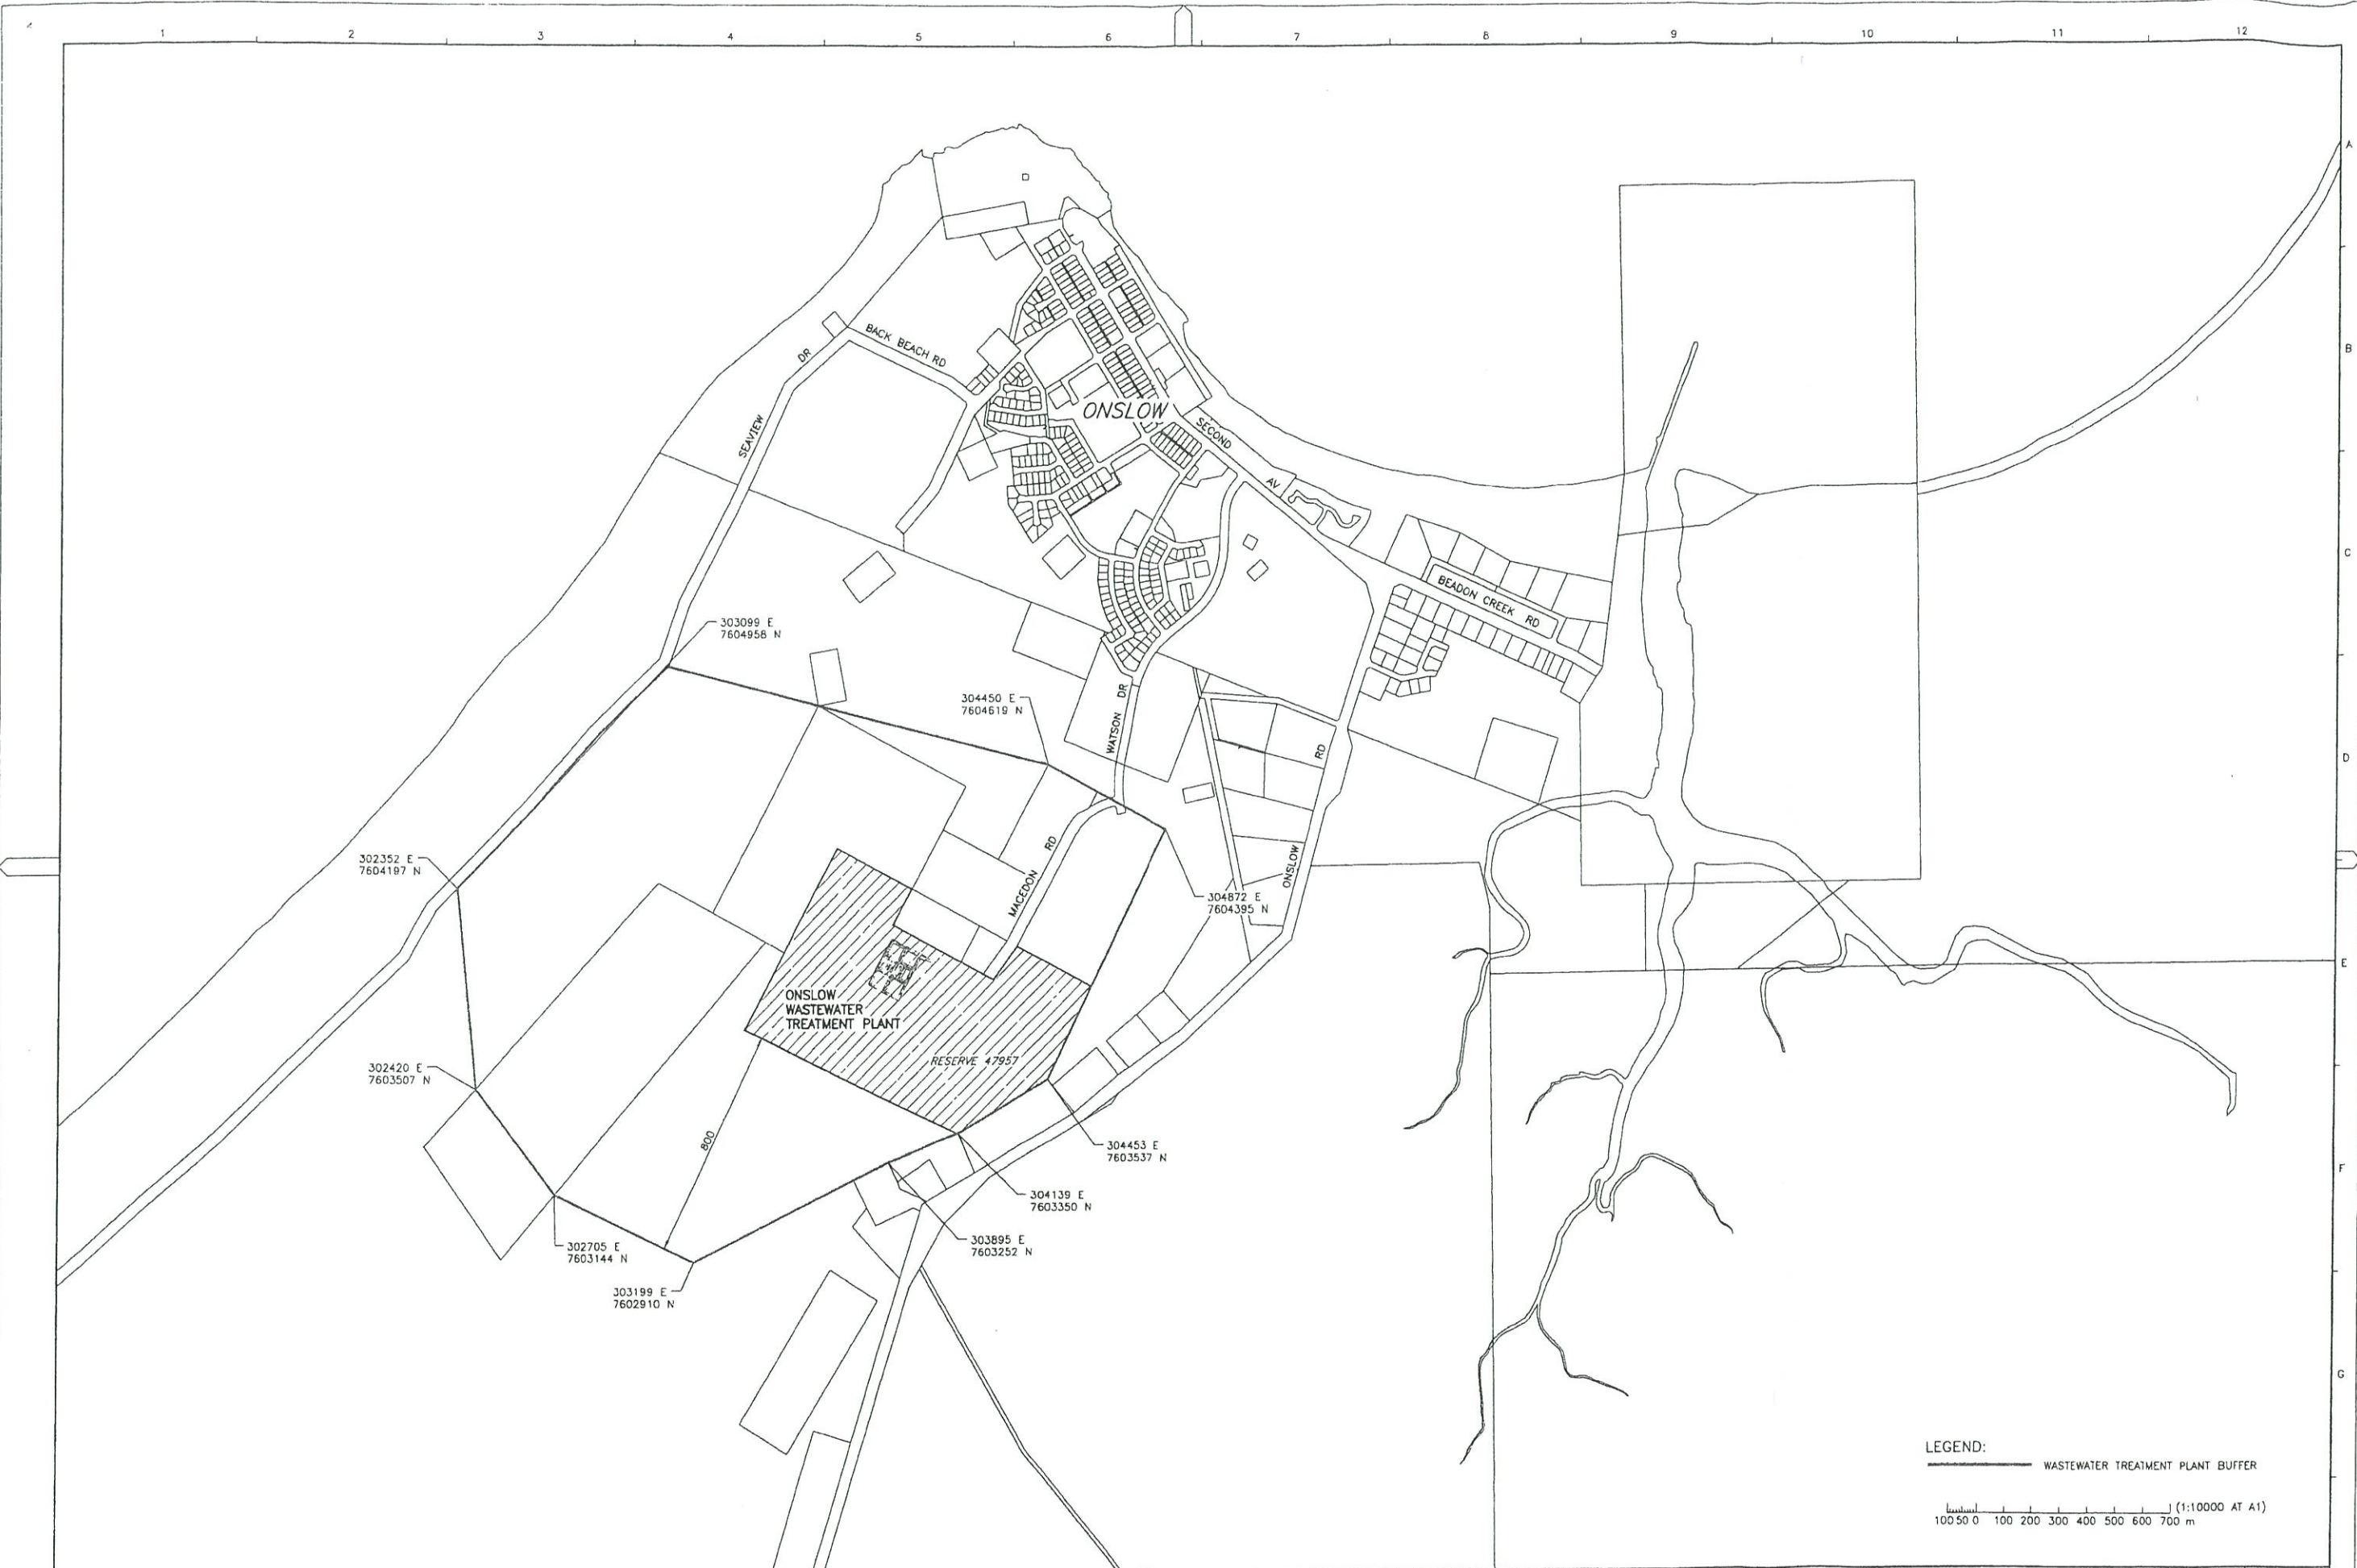 1 2 3 4 5 6 7 8 9 10 11 12
A
BACK BEACH RD
DR
B
SEAVIEW
ONSLOW
SECOND
AV
C
BEADON CREEK RD
303099 E
7604958 N
304450 E
7604619 N
WATSON DR
RD
D
302352 E
7604197 N
MACEDON RD
ONSLOW
304872 E
7604395 N
E
ONSLOW
WASTEWATER
TREATMENT PLANT
RESERVE 47957
302420 E
7603507 N
800
304453 E
7603537 N
F
304139 E
7603350 N
303895 E
7603252 N
302705 E
7603144 N
303199 E
7602910 N
G
LEGEND:
WASTEWATER TREATMENT PLANT BUFFER
(1:10000 AT A1)
100 50 0 100 200 300 400 500 600 700 m